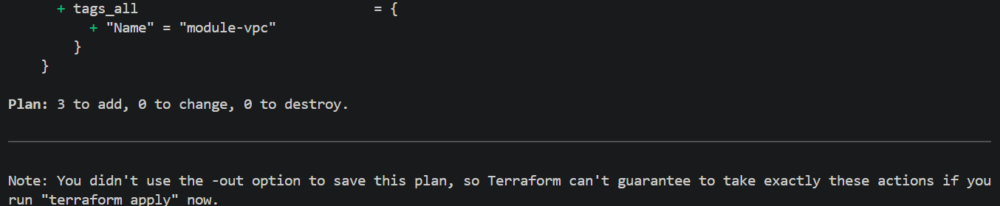 + tags_all = {
+ "Name" = "module-vpc"
}
}
Plan: 3 to add, 0 to change, 0 to destroy.
Note: You didn't use the -out option to save this plan, so Terraform can't guarantee to take exactly these actions if you
run "terraform apply" now.